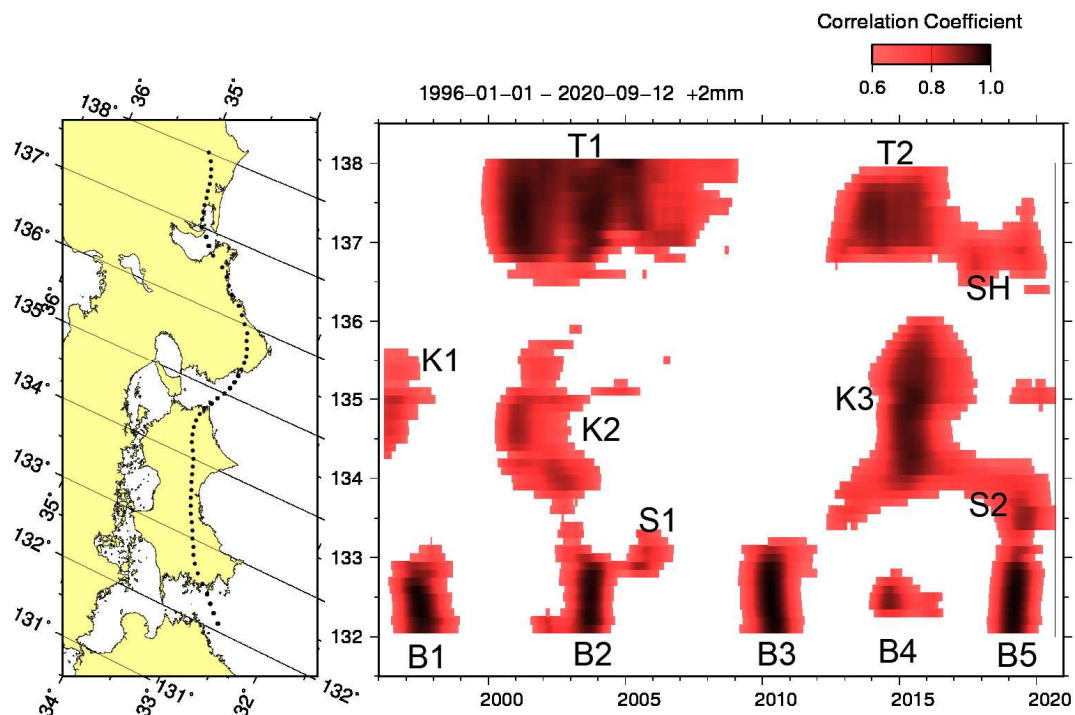 Correlation Coefficient
0.6 0.8 1.0
1996-01-01 - 2020-09-12 +2mm
138° 36° 35°
137°
136°
36°
135°
134°
133°
35°
132°
131°
34° 33° 131° 32° 132°
138
137
136
135
134
133
132
T1
T2
SH
K1
K2
K3
S1
S2
B1 B2 B3 B4 B5
2000 2005 2010 2015 2020